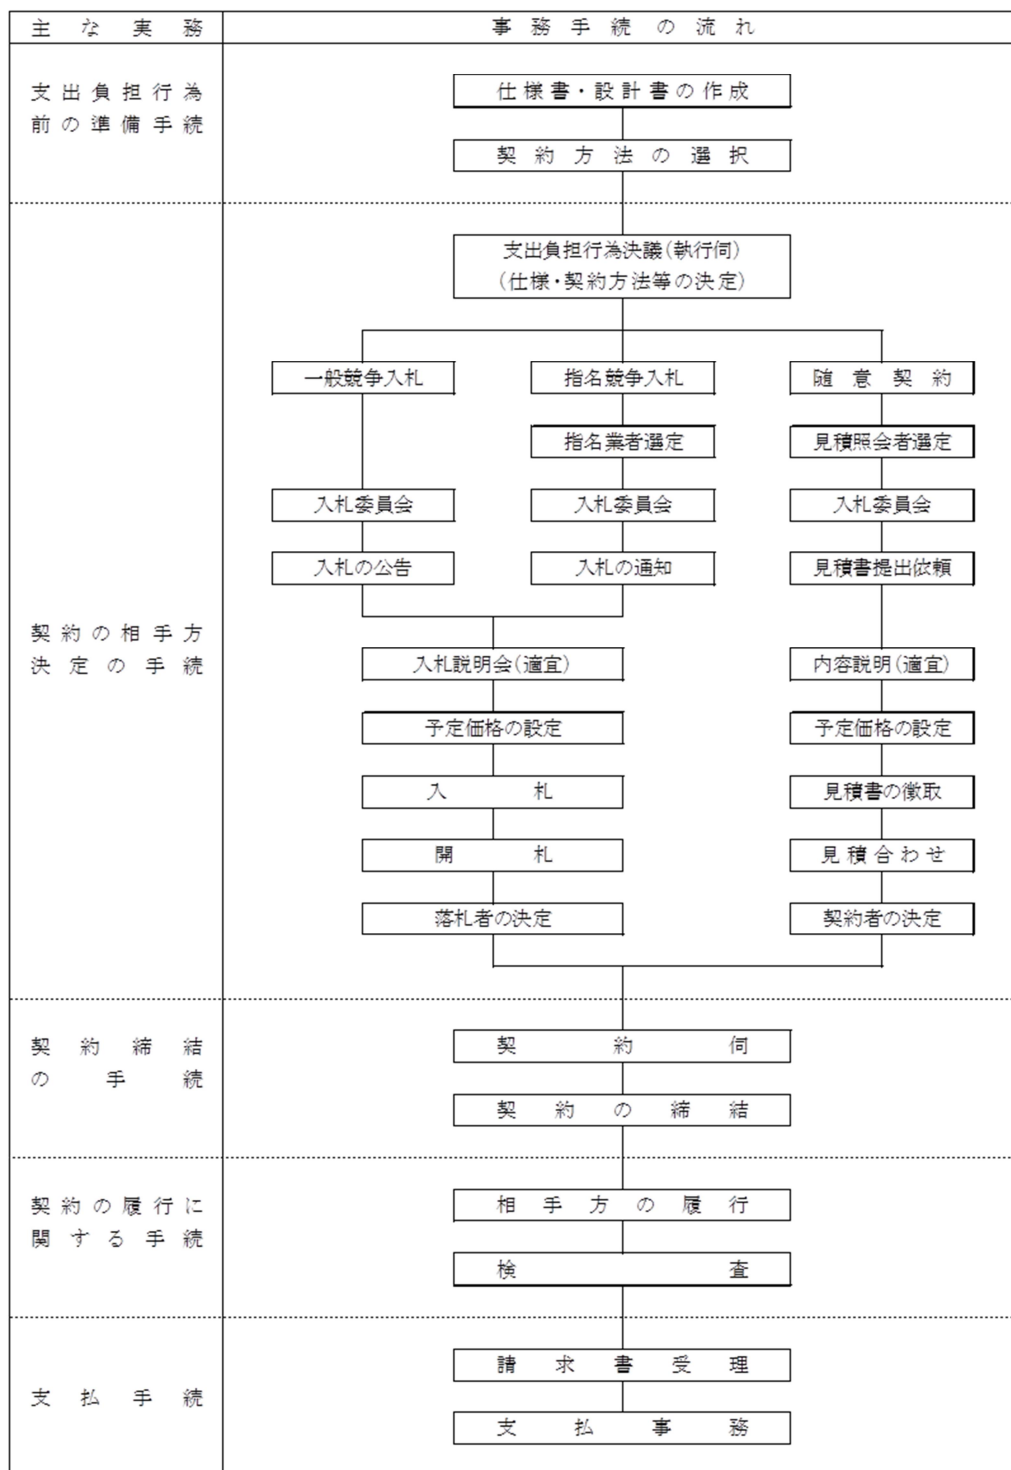 主な実務
事務手続の流れ
支出負担行為
前の準備手続
仕様書・設計書の作成
契約方法の選択
契約の相手方
決定の手続
支出負担行為決議(執行伺)
(仕様・契約方法等の決定)
一般競争入札
指名競争入札
随意契約
指名業者選定
見積照会者選定
入札委員会
入札委員会
入札委員会
入札の公告
入札の通知
見積書提出依頼
入札説明会(適宜)
内容説明(適宜)
予定価格の設定
予定価格の設定
入札
見積書の徴取
開札
見積合わせ
落札者の決定
契約者の決定
契約締結
の手続
契約伺
契約の締結
契約の履行に
関する手続
相手方の履行
検査
支払手続
請求書受理
支払事務